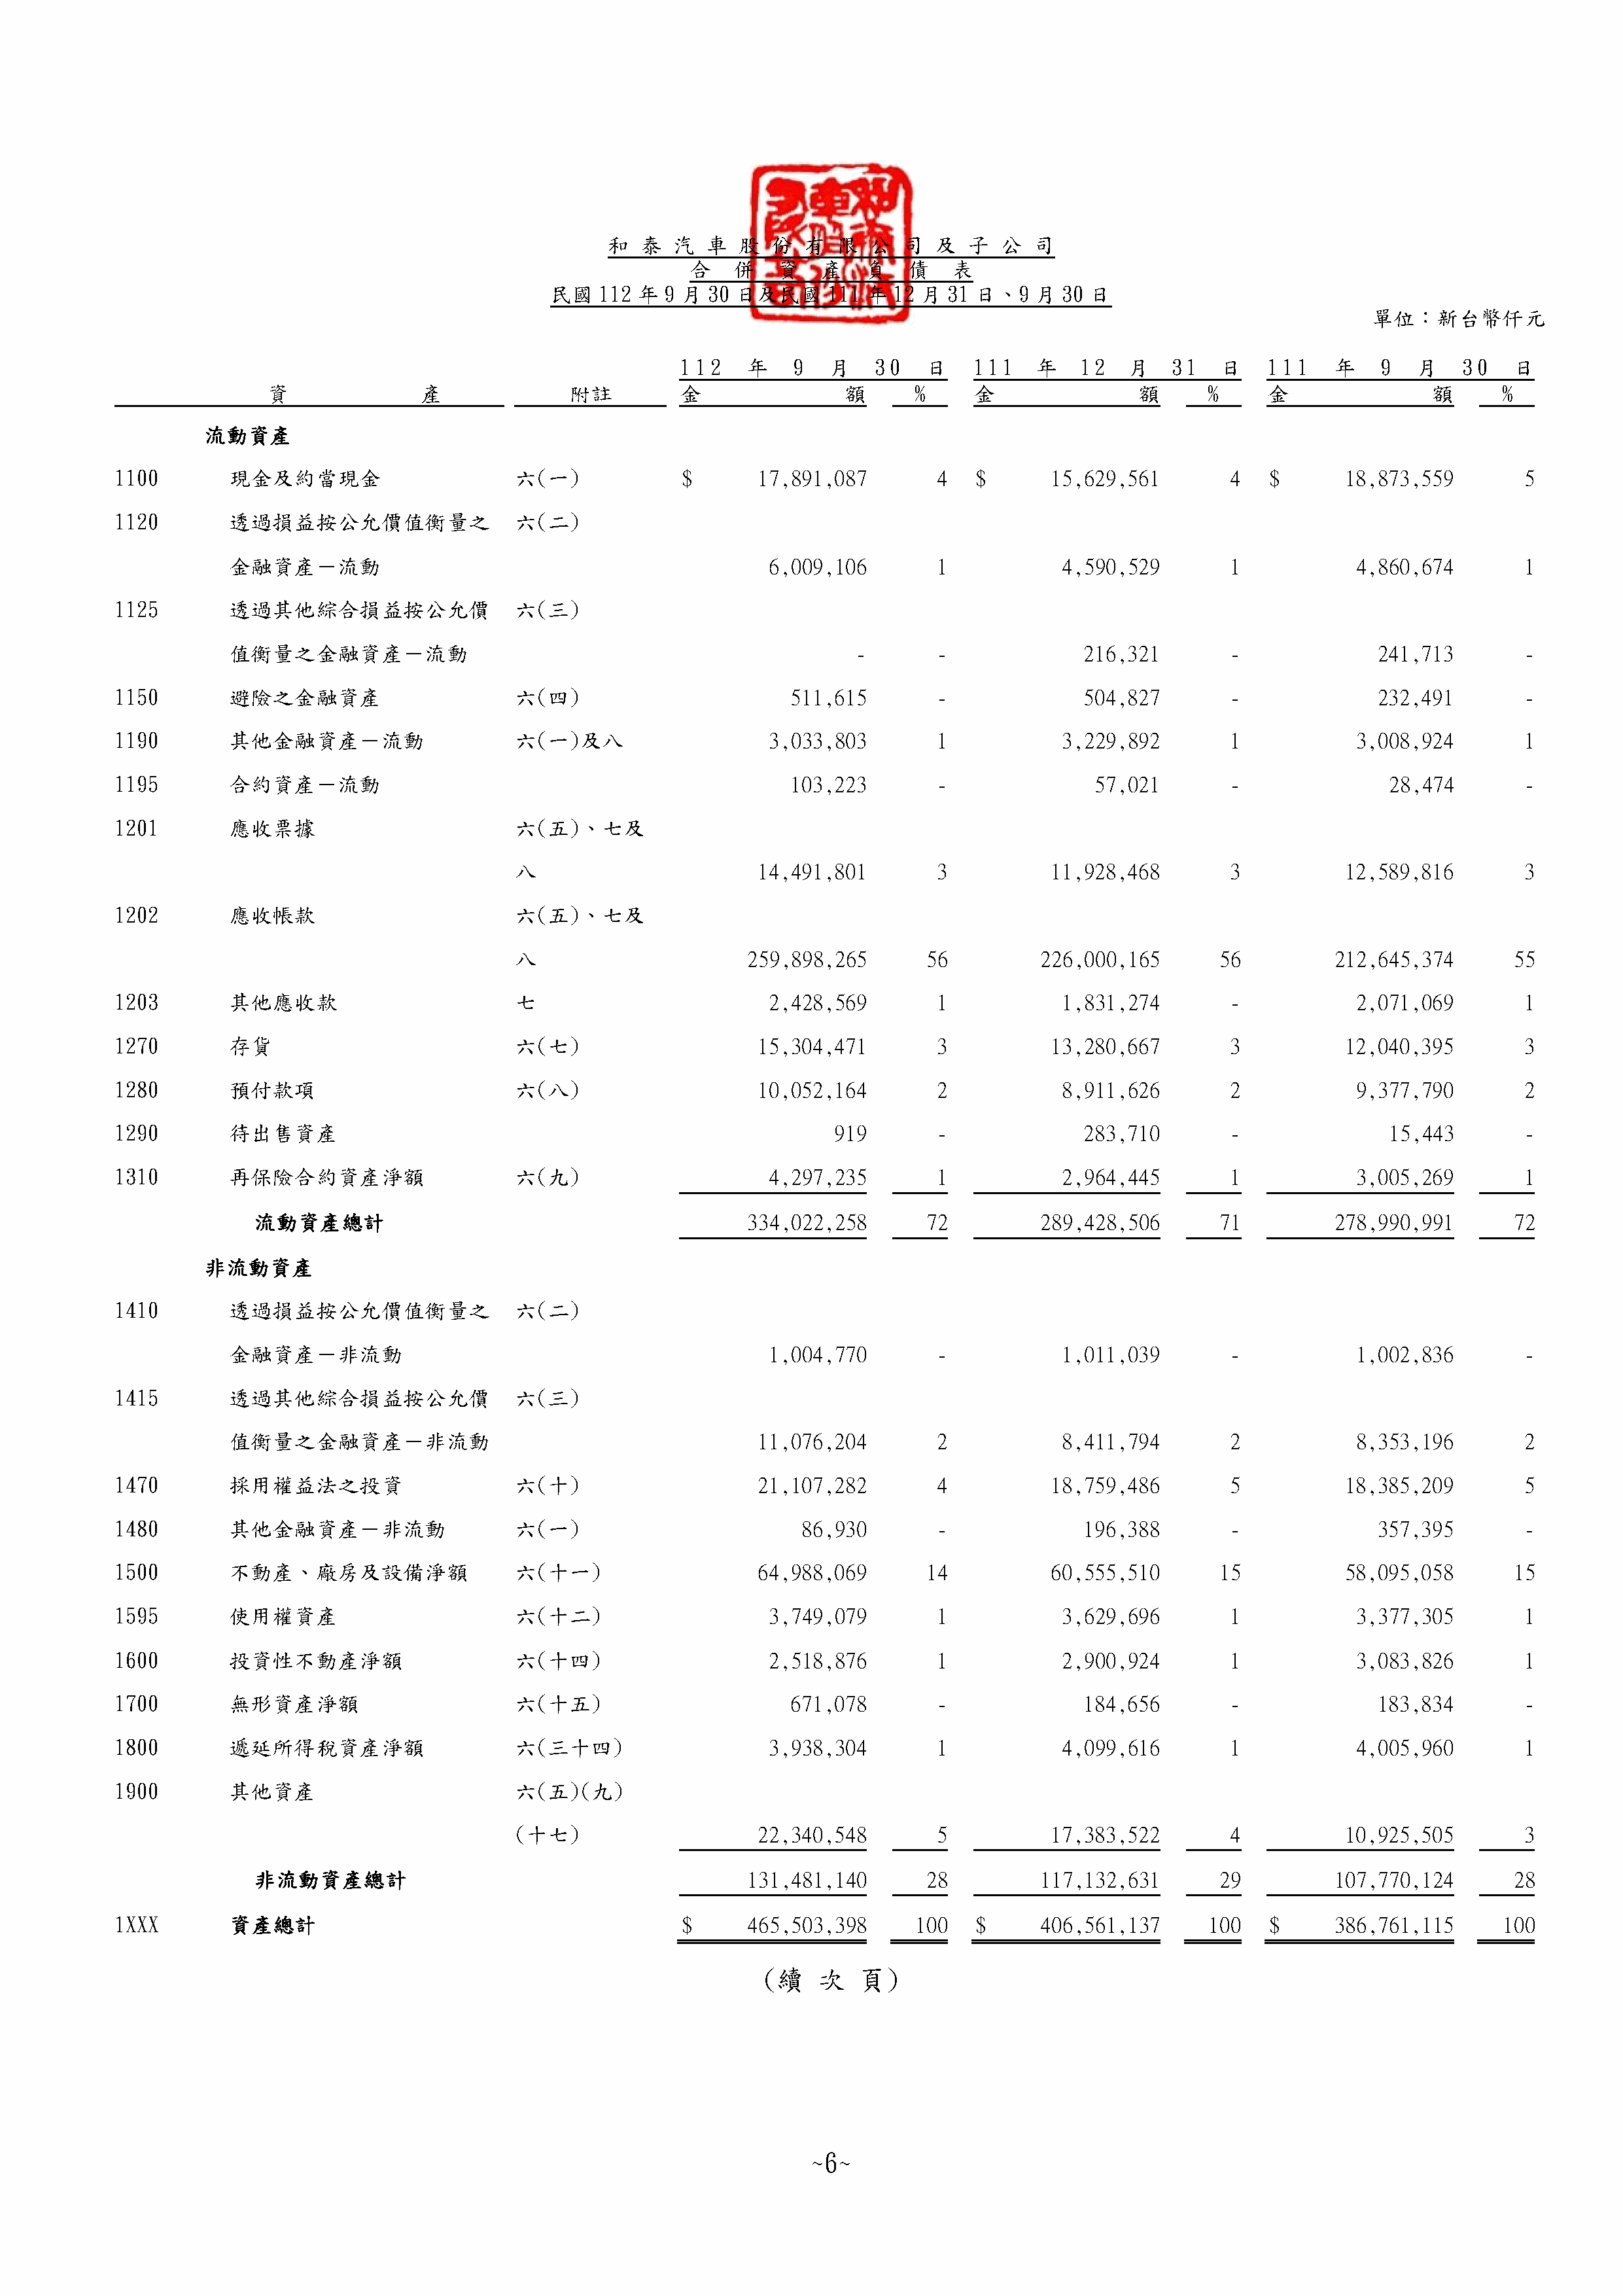 和泰汽車股份有限公司及子公司
合併資產負債表
民國112年9月30日及民國111年12月31日、9月30日
單位：新台幣仟元
112 年 9 月 30 日 111 年 12 月 31 日 111 年 9 月 30 日
資 產 附註 金 額 % 金 額 % 金 額 %
流動資產
1100 現金及約當現金 六(一) $ 17,891,087 4 $ 15,629,561 4 $ 18,873,559 5
1120 透過損益按公允價值衡量之 六(二)
金融資產－流動 6,009,106 1 4,590,529 1 4,860,674 1
1125 透過其他綜合損益按公允價 六(三)
值衡量之金融資產－流動 - - 216,321 - 241,713 -
1150 避險之金融資產 六(四) 511,615 - 504,827 - 232,491 -
1190 其他金融資產－流動 六(一)及八 3,033,803 1 3,229,892 1 3,008,924 1
1195 合約資產－流動 103,223 - 57,021 - 28,474 -
1201 應收票據 六(五)、七及
八 14,491,801 3 11,928,468 3 12,589,816 3
1202 應收帳款 六(五)、七及
八 259,898,265 56 226,000,165 56 212,645,374 55
1203 其他應收款 七 2,428,569 1 1,831,274 - 2,071,069 1
1270 存貨 六(七) 15,304,471 3 13,280,667 3 12,040,395 3
1280 預付款項 六(八) 10,052,164 2 8,911,626 2 9,377,790 2
1290 待出售資產 919 - 283,710 - 15,443 -
1310 再保險合約資產淨額 六(九) 4,297,235 1 2,964,445 1 3,005,269 1
流動資產總計 334,022,258 72 289,428,506 71 278,990,991 72
非流動資產
1410 透過損益按公允價值衡量之 六(二)
金融資產－非流動 1,004,770 - 1,011,039 - 1,002,836 -
1415 透過其他綜合損益按公允價 六(三)
值衡量之金融資產－非流動 11,076,204 2 8,411,794 2 8,353,196 2
1470 採用權益法之投資 六(十) 21,107,282 4 18,759,486 5 18,385,209 5
1480 其他金融資產－非流動 六(一) 86,930 - 196,388 - 357,395 -
1500 不動產、廠房及設備淨額 六(十一) 64,988,069 14 60,555,510 15 58,095,058 15
1595 使用權資產 六(十二) 3,749,079 1 3,629,696 1 3,377,305 1
1600 投資性不動產淨額 六(十四) 2,518,876 1 2,900,924 1 3,083,826 1
1700 無形資產淨額 六(十五) 671,078 - 184,656 - 183,834 -
1800 遞延所得稅資產淨額 六(三十四) 3,938,304 1 4,099,616 1 4,005,960 1
1900 其他資產 六(五)(九)
(十七) 22,340,548 5 17,383,522 4 10,925,505 3
非流動資產總計 131,481,140 28 117,132,631 29 107,770,124 28
1XXX 資產總計 $ 465,503,398 100 $ 406,561,137 100 $ 386,761,115 100
(續 次 頁)
~6~